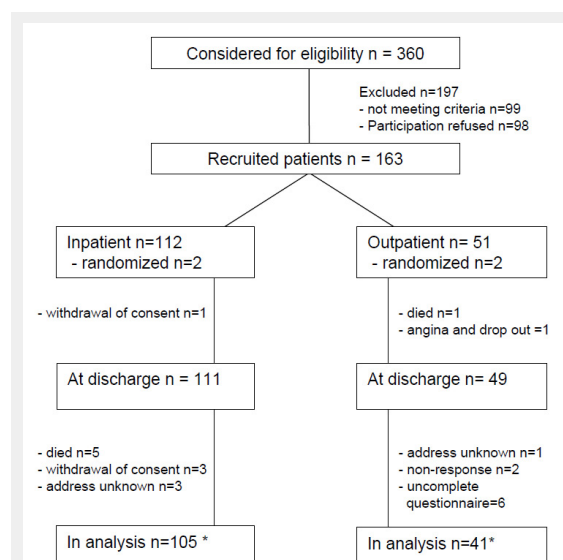 Considered for eligibility n = 360
Excluded n=197
- not meeting criteria n=99
- Participation refused n=98
Recruited patients n = 163
Inpatient n=112
- randomized n=2
Outpatient n= 51
- randomized n=2
- withdrawal of consent n=1
- died n=1
- angina and drop out =1
At discharge n = 111
At discharge n= 49
- died n=5
- withdrawal of consent n=3
- address unknown n=3
- address unknown n=1
- non-response n=2
- uncomplete
questionnaire=6
In analysis n=105 *
In analysis n=41*